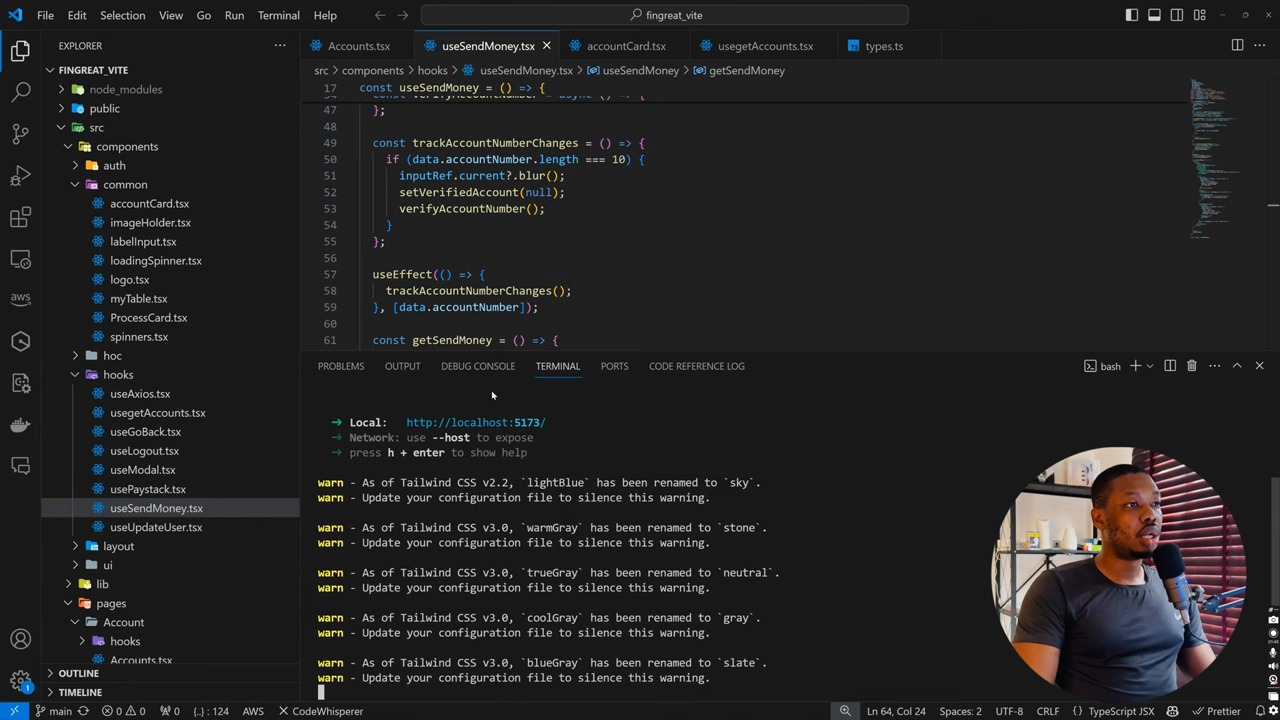 File Edit Selection View Go Run Terminal Help
fingreat_vite
EXPLORER
FINGREAT_VITE
node_modules
public
src
components
auth
common
accountCard.tsx
imageHolder.tsx
labelInput.tsx
loadingSpinner.tsx
logo.tsx
myTable.tsx
ProcessCard.tsx
spinners.tsx
hoc
hooks
useAxios.tsx
usegetAccounts.tsx
useGoBack.tsx
useLogout.tsx
useModal.tsx
usePaystack.tsx
useSendMoney.tsx
useUpdateUser.tsx
layout
ui
lib
pages
Account
hooks
Accounts.tsx
OUTLINE
TIMELINE
aws
Accounts.tsx useSendMoney.tsx accountCard.tsx usegetAccounts.tsx types.ts
src > components > hooks > useSendMoney.tsx > useSendMoney > getSendMoney
17 const useSendMoney = () => {
47 };
48
49 const trackAccountNumberChanges = () => {
50 if (data.accountNumber.length === 10) {
51 inputRef.current?.blur();
52 setVerifiedAccount(null);
53 verifyAccountNumber();
54 }
55 };
56
57 useEffect(() => {
58 trackAccountNumberChanges();
59 }, [data.accountNumber]);
60
61 const getSendMoney = () => {
PROBLEMS OUTPUT DEBUG CONSOLE TERMINAL PORTS CODE REFERENCE LOG
bash
➜ Local: http://localhost:5173/
➜ Network: use --host to expose
➜ press h + enter to show help
warn - As of Tailwind CSS v2.2, `lightBlue` has been renamed to `sky`.
warn - Update your configuration file to silence this warning.
warn - As of Tailwind CSS v3.0, `warmGray` has been renamed to `stone`.
warn - Update your configuration file to silence this warning.
warn - As of Tailwind CSS v3.0, `trueGray` has been renamed to `neutral`.
warn - Update your configuration file to silence this warning.
warn - As of Tailwind CSS v3.0, `coolGray` has been renamed to `gray`.
warn - Update your configuration file to silence this warning.
warn - As of Tailwind CSS v3.0, `blueGray` has been renamed to `slate`.
warn - Update your configuration file to silence this warning.
main 0 0 0 {..} : 124 AWS CodeWhisperer Ln 64, Col 24 Spaces: 2 UTF-8 CRLF {} TypeScript JSX Prettier